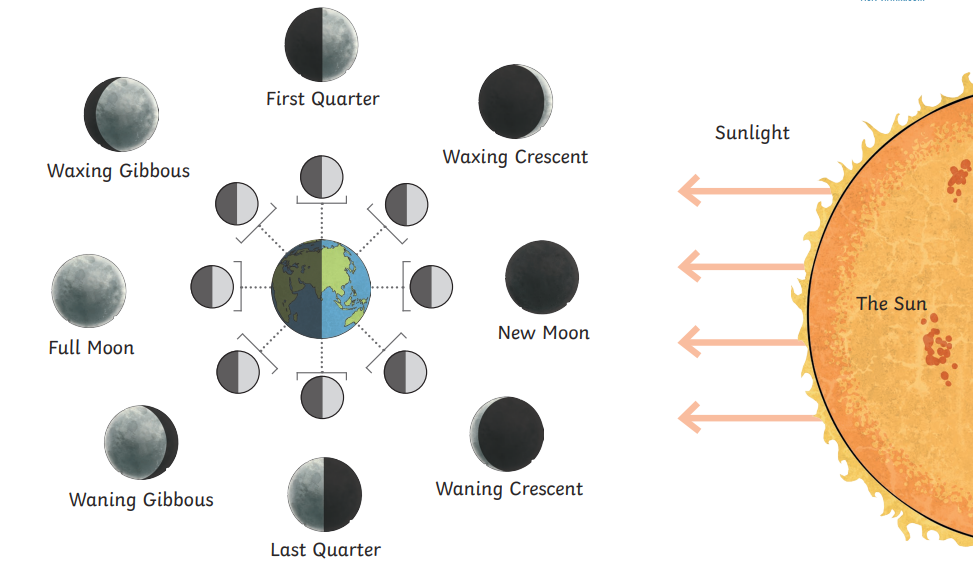 First Quarter
Sunlight
Waxing Crescent
Waxing Gibbous
The Sun
New Moon
Full Moon
Waning Crescent
Waning Gibbous
Last Quarter